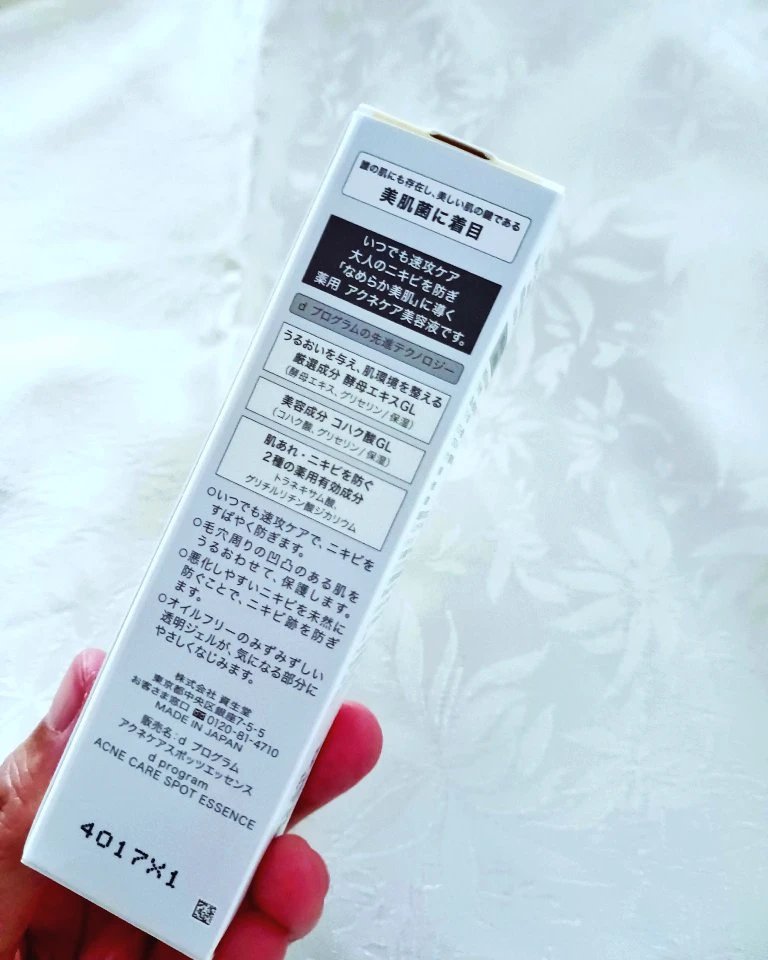 誰の肌にも存在し、美しい肌の鍵である
美肌菌に着目
いつでも速攻ケア
大人のニキビを防ぎ
「なめらか美肌」に導く
薬用 アクネケア美容液です。
d プログラムの先進テクノロジー
うるおいを与え、肌環境を整える
厳選成分 酵母エキスGL
（酵母エキス、グリセリン/保湿）
美容成分 コハク酸GL
（コハク酸、グリセリン/保湿）
肌あれ・ニキビを防ぐ
2種の薬用有効成分
トラネキサム酸、
グリチルリチン酸ジカリウム
○いつでも速攻ケアで、ニキビを
すばやく防ぎます。
○毛穴周りの凹凸のある肌を
うるおわせて、保護します。
○悪化しやすいニキビを未然に
防ぐことで、ニキビ跡を防ぎ
ます。
○オイルフリーのみずみずしい
透明ジェルが、気になる部分に
やさしくなじみます。
株式会社 資生堂
東京都中央区銀座7-5-5
お客さま窓口 0120-81-4710
MADE IN JAPAN
販売名：d プログラム
アクネケアスポッツエッセンス
d program
ACNE CARE SPOT ESSENCE
4017X1